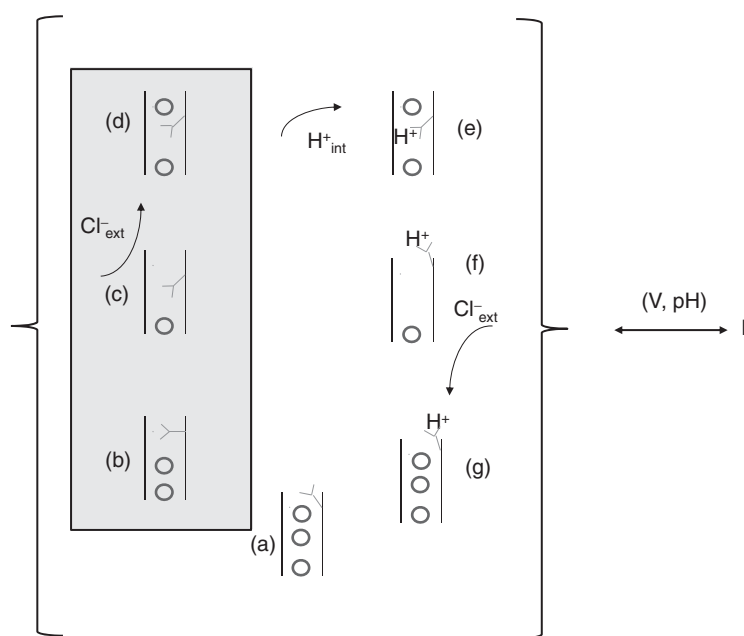 (d)
H⁺int
H⁺
(e)
Cl⁻ext
(c)
H⁺
(f)
Cl⁻ext
(V, pH)
I
(b)
H⁺
(g)
(a)